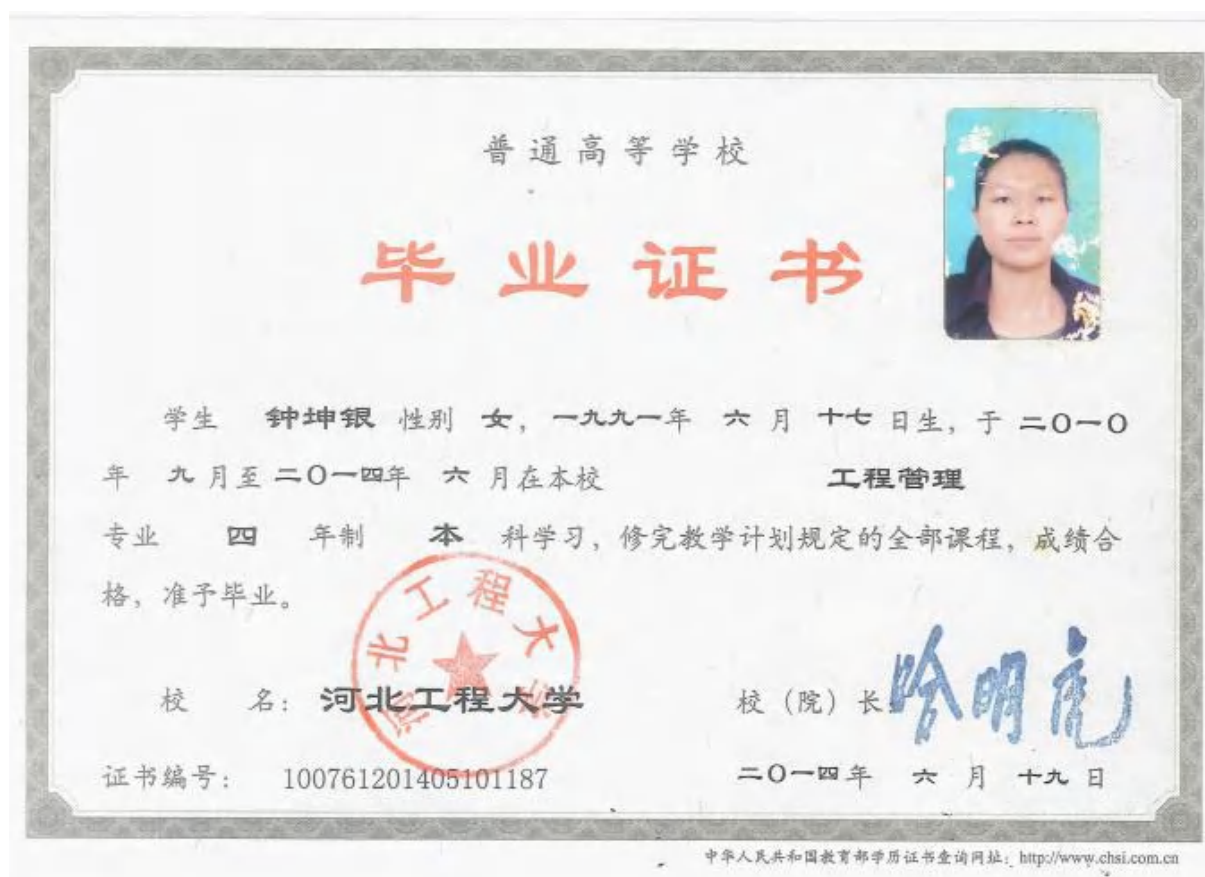 普通高等学校
毕业证书
学生 钟坤银 性别 女，一九九一年 六 月 十七 日生，于 二〇一〇
年 九 月至 二〇一四年 六 月在本校 工程管理
专业 四 年制 本 科学习，修完教学计划规定的全部课程，成绩合
格，准予毕业。
河北工程大学
校 名：河北工程大学 校（院）长：哈明虎
证书编号： 100761201405101187 二〇一四年 六 月 十九 日
中华人民共和国教育部学历证书查询网址：http://www.chsi.com.cn